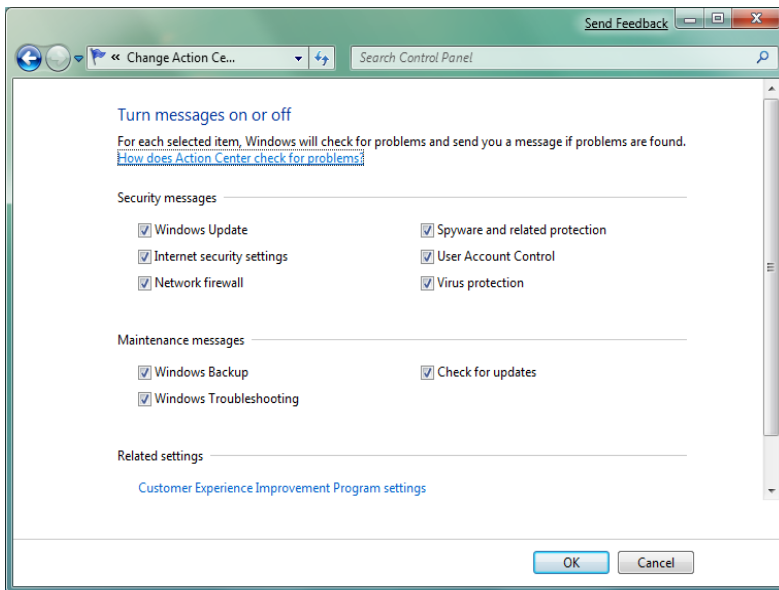 Send Feedback
« Change Action Ce...
Search Control Panel
Turn messages on or off
For each selected item, Windows will check for problems and send you a message if problems are found.
How does Action Center check for problems?
Security messages
Windows Update
Spyware and related protection
Internet security settings
User Account Control
Network firewall
Virus protection
Maintenance messages
Windows Backup
Check for updates
Windows Troubleshooting
Related settings
Customer Experience Improvement Program settings
OK
Cancel